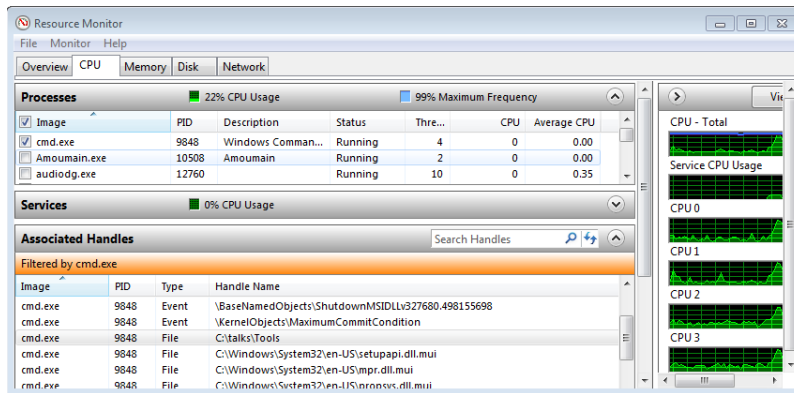 Resource Monitor
File Monitor Help
Overview CPU Memory Disk Network
Processes 22% CPU Usage 99% Maximum Frequency
Image PID Description Status Thre... CPU Average CPU
cmd.exe 9848 Windows Comman... Running 4 0 0.00
Amoumain.exe 10508 Amoumain Running 2 0 0.00
audiodg.exe 12760 Running 10 0 0.35
Services 0% CPU Usage
Associated Handles Search Handles
Filtered by cmd.exe
Image PID Type Handle Name
cmd.exe 9848 Event \BaseNamedObjects\ShutdownMSIDLLv327680.498155698
cmd.exe 9848 Event \KernelObjects\MaximumCommitCondition
cmd.exe 9848 File C:\talks\Tools
cmd.exe 9848 File C:\Windows\System32\en-US\setupapi.dll.mui
cmd.exe 9848 File C:\Windows\System32\en-US\mpr.dll.mui
cmd.exe 9848 File C:\Windows\System32\en-US\propsys.dll.mui
CPU - Total
Service CPU Usage
CPU 0
CPU 1
CPU 2
CPU 3